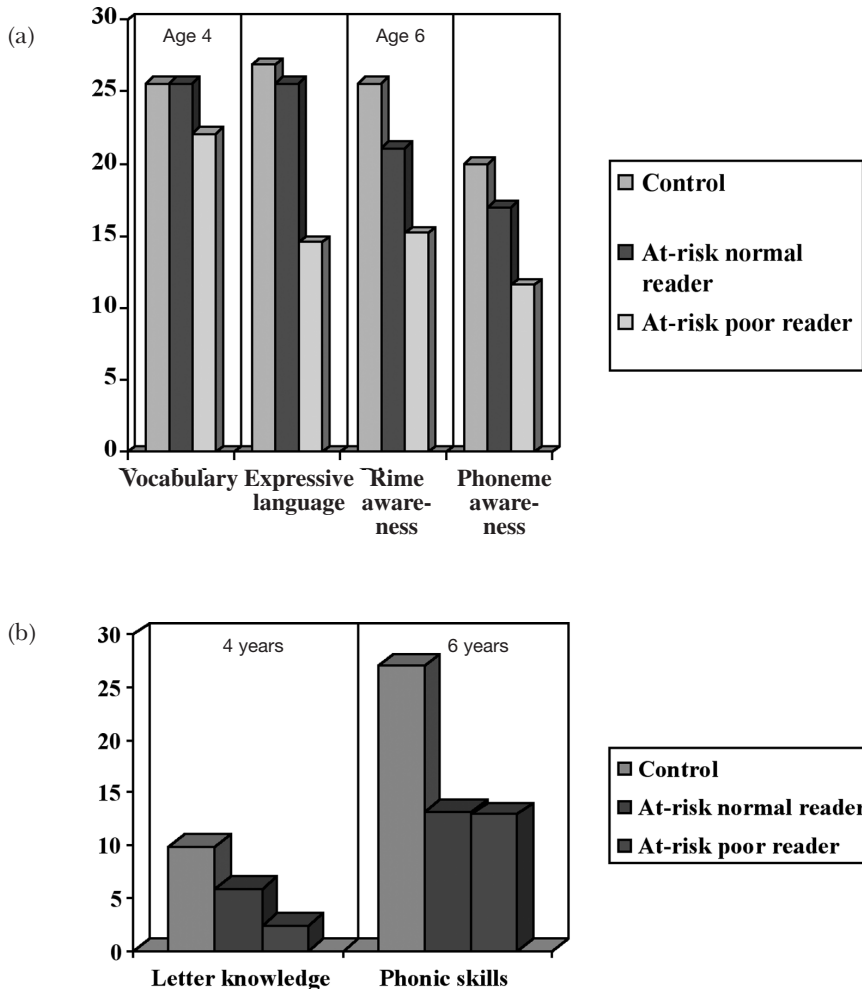 (a)
30
25
20
15
10
5
0
Age 4
Age 6
Vocabulary
Expressive
language
Rime
aware-
ness
Phoneme
aware-
ness
Control
At-risk normal
reader
At-risk poor reader
(b)
30
25
20
15
10
5
0
4 years
6 years
Letter knowledge
Phonic skills
Control
At-risk normal reader
At-risk poor reader